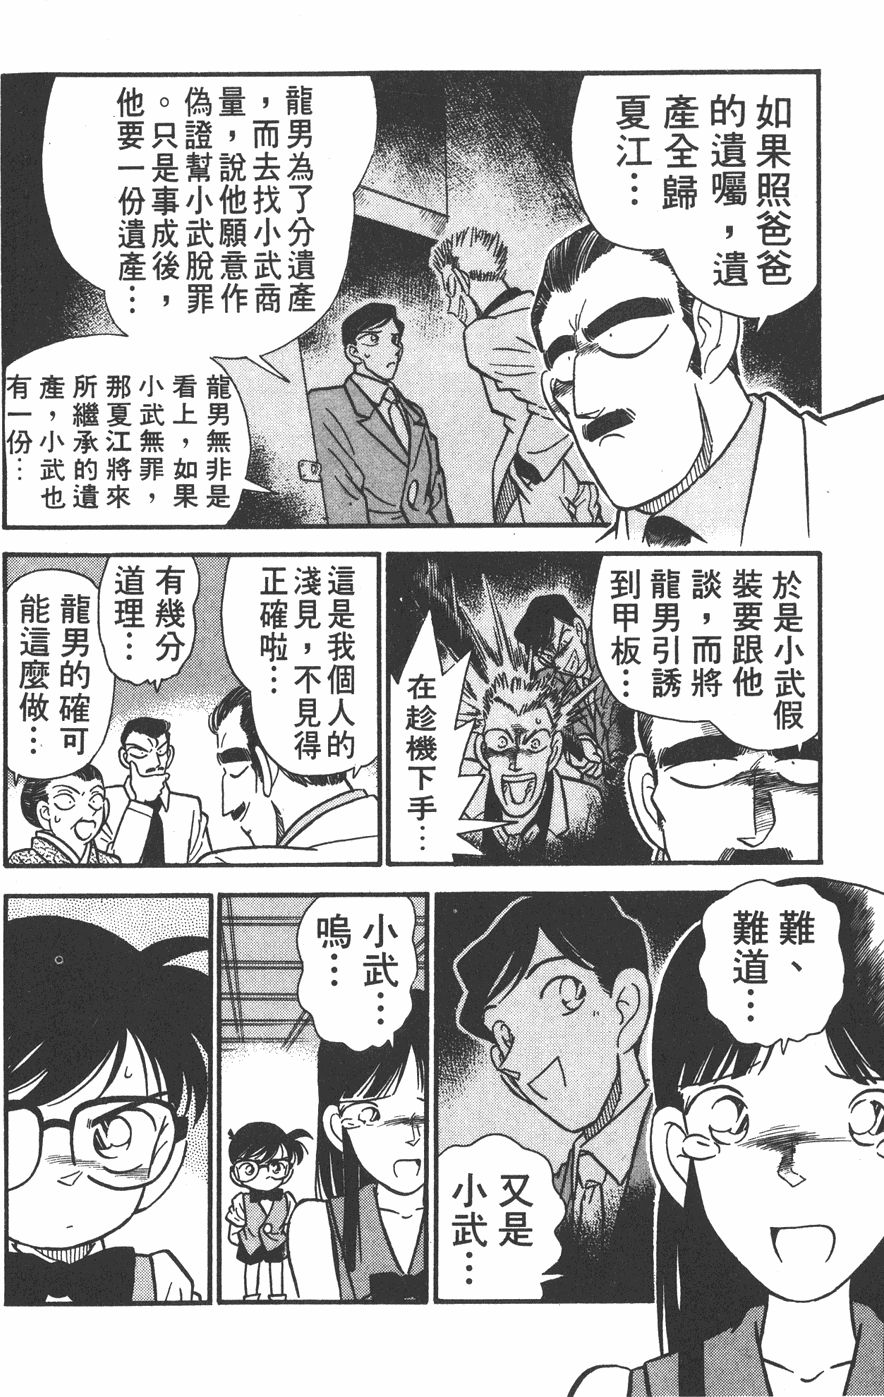 如果照爸爸
的遺囑，遺
產全歸
夏江…
龍男為了分遺產
，而去找小武商
量，說他願意作
偽證幫小武脫罪
。只是事成後，
他要一份遺產…
龍男無非是
看上，如果
小武無罪，
那夏江將來
所繼承的遺
產，小武也
有一份…
於是小武假
裝要跟他
談，而將
龍男引誘
到甲板…
在趁機下手…
這是我個人的
淺見，不見得
正確啦…
有幾分
道理…
龍男的確可
能這麼做…
難、
難道…
又是
小武…
小武…
嗚…